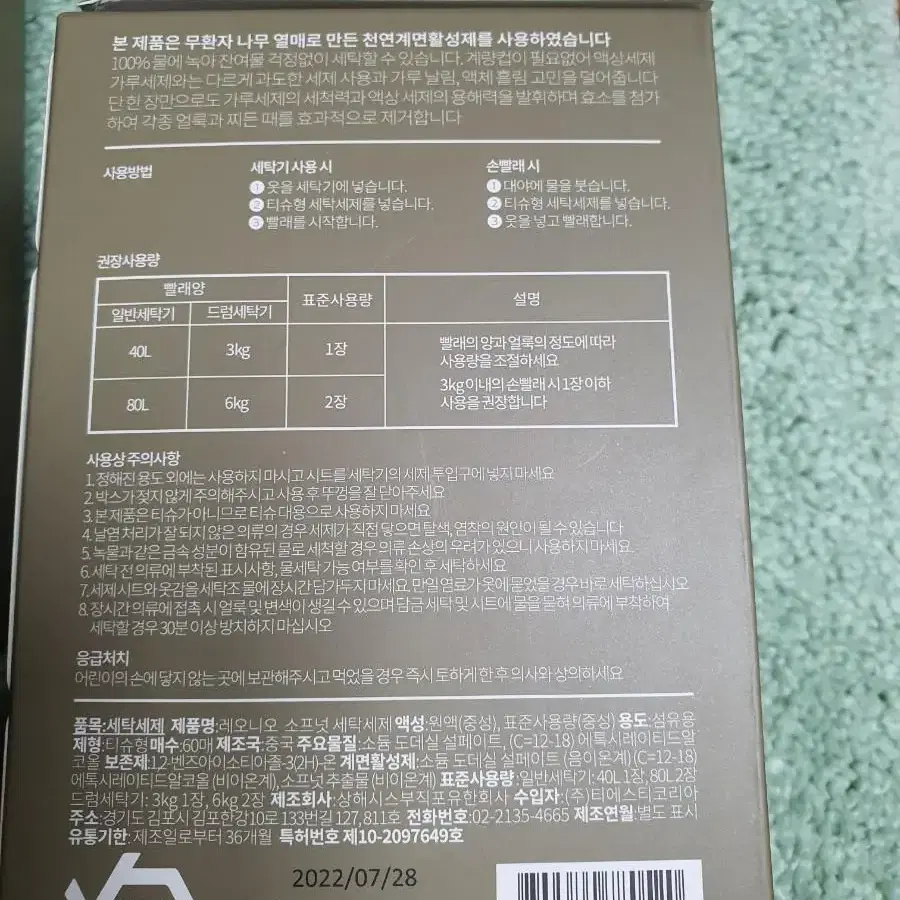 본 제품은 무환자 나무 열매로 만든 천연계면활성제를 사용하였습니다
100% 물에 녹아 잔여물 걱정없이 세탁할 수 있습니다. 계량컵이 필요없어 액상세제
가루세제와는 다르게 과도한 세제 사용과 가루 날림, 액체 흘림 고민을 덜어줍니다
단 한 장만으로도 가루세제의 세척력과 액상 세제의 용해력을 발휘하며 효소를 첨가
하여 각종 얼룩과 찌든 때를 효과적으로 제거합니다
사용방법
세탁기 사용 시
1 옷을 세탁기에 넣습니다.
2 티슈형 세탁세제를 넣습니다.
3 빨래를 시작합니다.
손빨래 시
1 대야에 물을 붓습니다.
2 티슈형 세탁세제를 넣습니다.
3 옷을 넣고 빨래합니다.
권장사용량
빨래양 표준사용량 설명
일반세탁기 드럼세탁기
40L 3kg 1장
80L 6kg 2장
빨래의 양과 얼룩의 정도에 따라
사용량을 조절하세요
3kg이내의 손빨래 시 1장 이하
사용을 권장합니다
사용상 주의사항
1. 정해진 용도 외에는 사용하지 마시고 시트를 세탁기의 세제 투입구에 넣지 마세요
2. 박스가 젖지 않게 주의해주시고 사용 후 뚜껑을 잘 닫아주세요
3. 본 제품은 티슈가 아니므로 티슈 대용으로 사용하지 마세요
4. 날염 처리가 잘 되지 않은 의류의 경우 세제가 직접 닿으면 탈색, 염착의 원인이 될 수 있습니다
5. 녹물과 같은 금속 성분이 함유된 물로 세척할 경우 의류 손상의 우려가 있으니 사용하지 마세요.
6. 세탁 전 의류에 부착된 표시사항, 물세탁 가능 여부를 확인 후 세탁하세요
7. 세제 시트와 옷감을 세탁조 물에 장시간 담가두지 마세요. 만일 염료가 옷에 묻었을 경우 바로 세탁하십시오
8. 장시간 의류에 접촉 시 얼룩 및 변색이 생길 수 있으며 담금 세탁 및 시트에 물을 묻혀 의류에 부착하여
세탁할 경우 30분 이상 방치하지 마십시오
응급처치
어린이의 손에 닿지 않는 곳에 보관해주시고 먹었을 경우 즉시 토하게 한 후 의사와 상의하세요
품목:세탁세제 제품명:레오니오 소프넛 세탁세제 액성:원액(중성), 표준사용량(중성) 용도:섬유용
제형:티슈형 매수:60매 제조국:중국 주요물질:소듐 도데실 설페이트, (C=12-18) 에톡시레이티드알
코올 보존제:1,2-벤즈아이소티아졸-3(2H)-온 계면활성제:소듐 도데실 설페이트 (음이온계) (C=12-18)
에톡시레이티드알코올 (비이온계), 소프넛 추출물 (비이온계) 표준사용량:일반세탁기: 40L 1장, 80L 2장
드럼세탁기: 3kg 1장, 6kg 2장 제조회사: 상해시스부직포유한회사 수입자:(주)티에스티코리아
주소:경기도 김포시 김포한강10로 133번길 127, 811호 전화번호:02-2135-4665 제조연월:별도 표시
유통기한: 제조일로부터 36개월 특허번호 제10-2097649호
2022/07/28